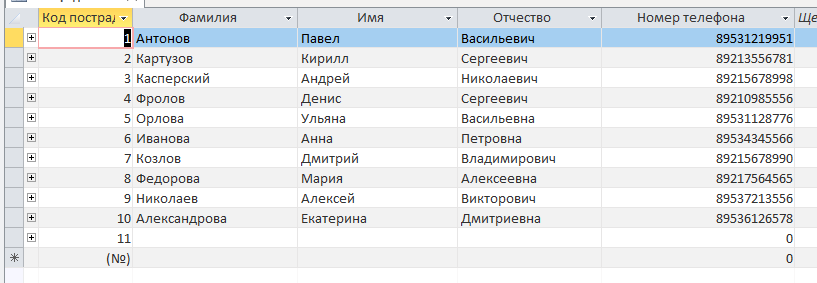 Код пострад Фамилия Имя Отчество Номер телефона Ще
1 Антонов Павел Васильевич 89531219951
2 Картузов Кирилл Сергеевич 89213556781
3 Касперский Андрей Николаевич 89215678998
4 Фролов Денис Сергеевич 89210985556
5 Орлова Ульяна Васильевна 89531128776
6 Иванова Анна Петровна 89534345566
7 Козлов Дмитрий Владимирович 89215678990
8 Федорова Мария Алексеевна 89217564565
9 Николаев Алексей Викторович 89537213556
10 Александрова Екатерина Дмитриевна 89536126578
11 0
(№) 0